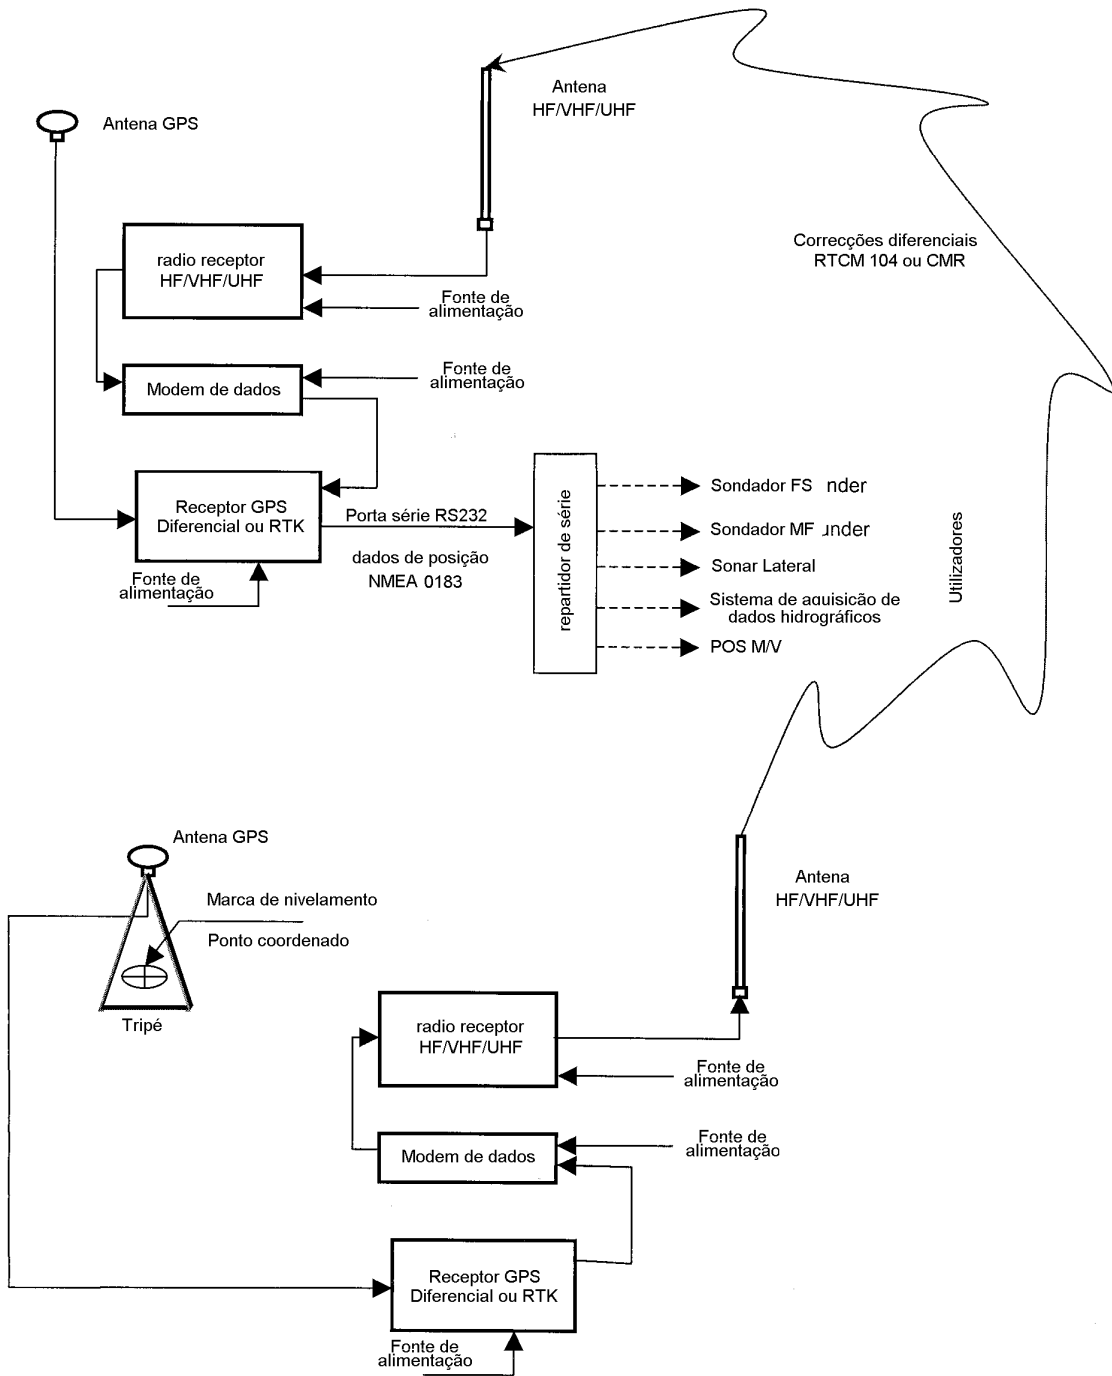 Antena
HF/VHF/UHF
Antena GPS
radio receptor
HF/VHF/UHF
Correcções diferenciais
RTCM 104 ou CMR
Fonte de
alimentação
Fonte de
alimentação
Modem de dados
Receptor GPS
Diferencial ou RTK
Porta série RS232
dados de posição
NMEA 0183
Fonte de
alimentação
repartidor de série
Sondador FS nder
Sondador MF under
Sonar Lateral
Sistema de aquisição de
dados hidrográficos
POS M/V
Utilizadores
Antena GPS
Marca de nivelamento
Ponto coordenado
Tripé
Antena
HF/VHF/UHF
radio receptor
HF/VHF/UHF
Fonte de
alimentação
Fonte de
alimentação
Modem de dados
Receptor GPS
Diferencial ou RTK
Fonte de
alimentação